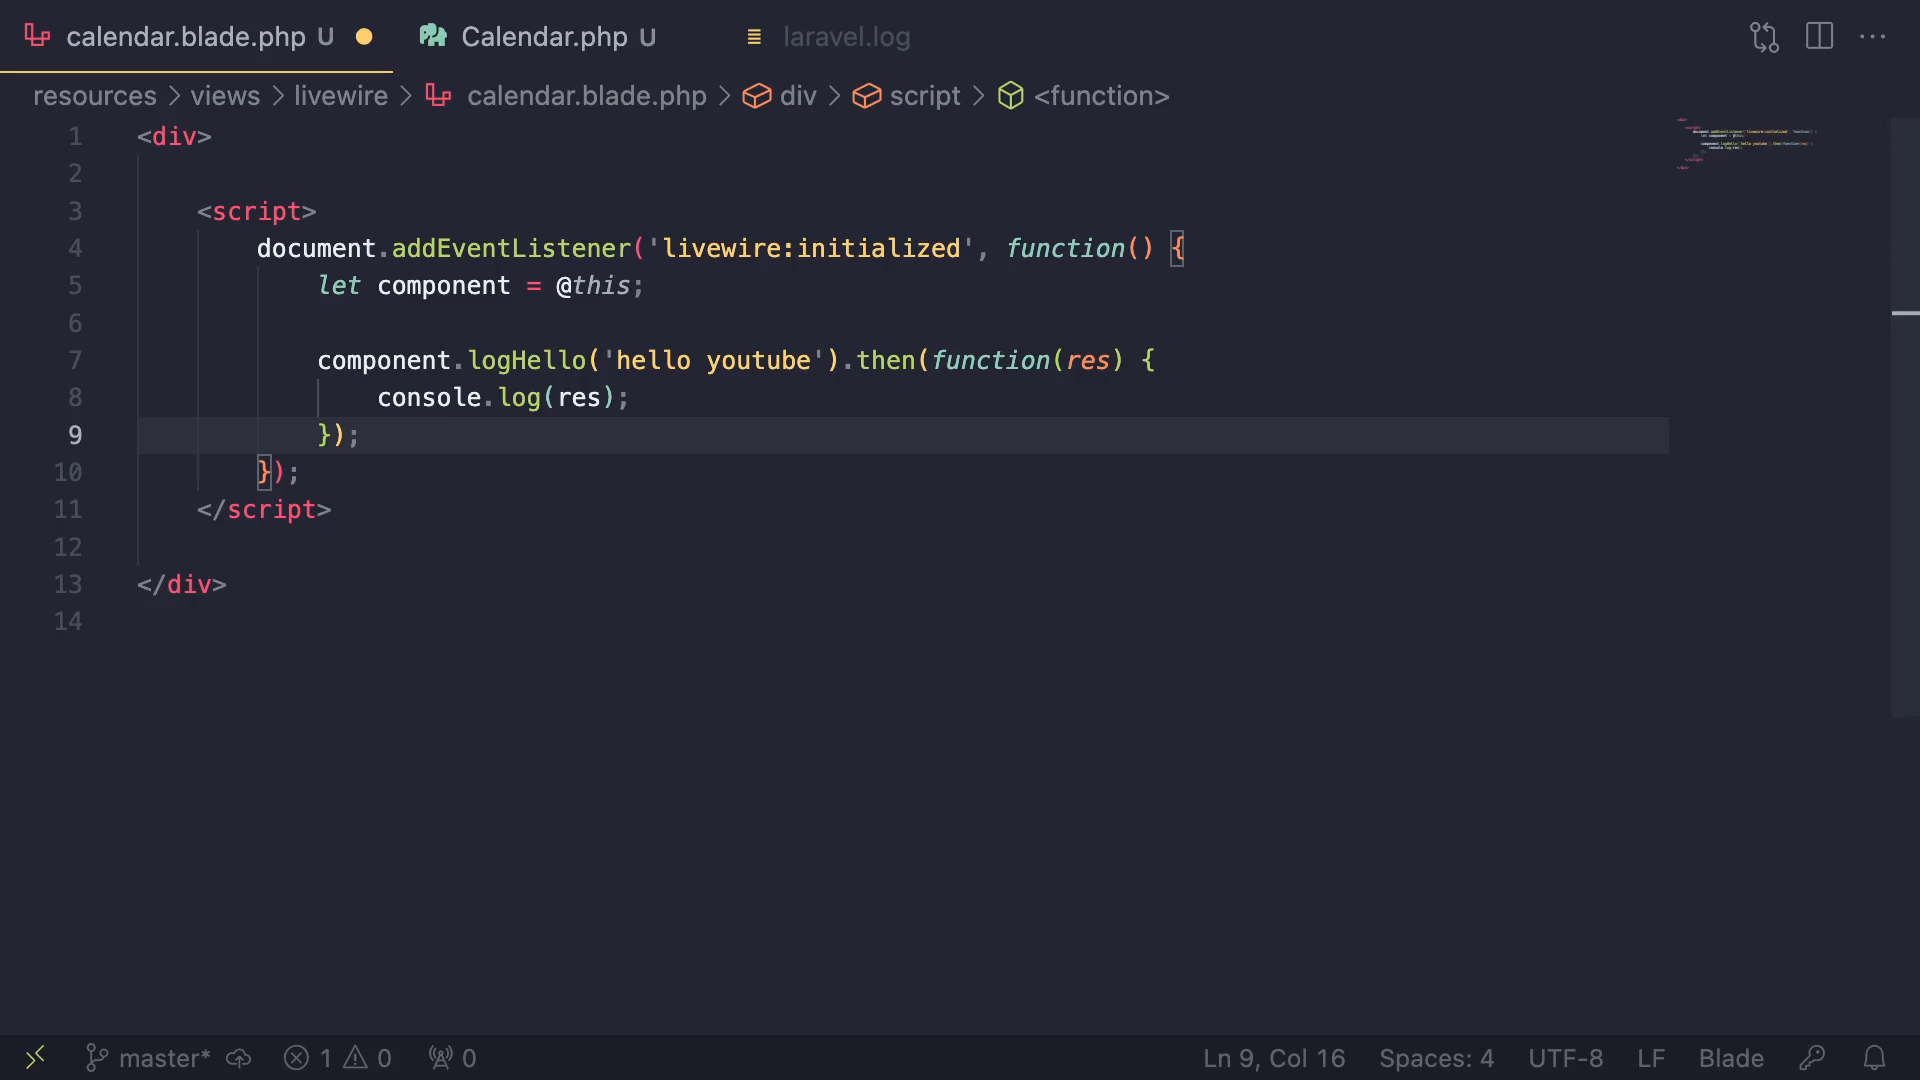 calendar.blade.php U
Calendar.php U
laravel.log
resources > views > livewire > calendar.blade.php > div > script > <function>
1 <div>
2
3 <script>
4 document.addEventListener('livewire:initialized', function() {
5 let component = @this;
6
7 component.logHello('hello youtube').then(function(res) {
8 console.log(res);
9 });
10 });
11 </script>
12
13 </div>
14
master* 1 0 0 Ln 9, Col 16 Spaces: 4 UTF-8 LF Blade